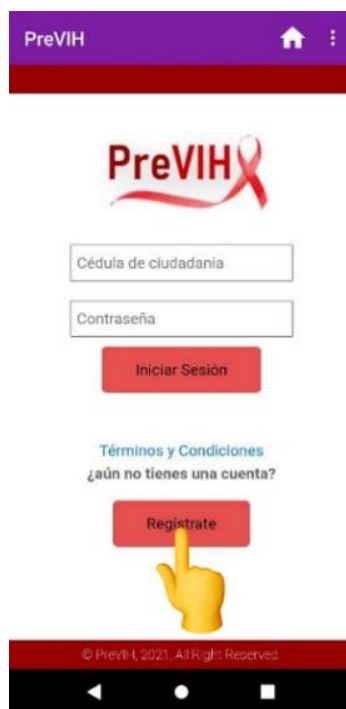 PreVIH
PreVIH
Cédula de ciudadania
Contraseña
Iniciar Sesión
Términos y Condiciones
¿aún no tienes una cuenta?
Regístrate
© PreVIH, 2021, All Right Reserved.